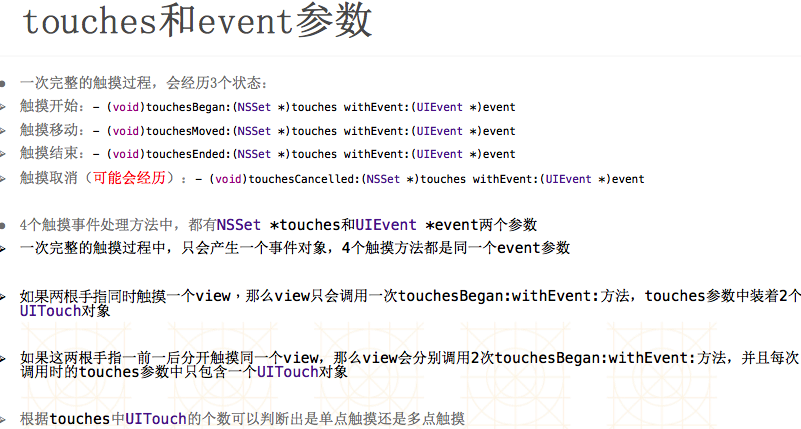 touches和event参数
一次完整的触摸过程，会经历3个状态：
触摸开始：- (void)touchesBegan:(NSSet *)touches withEvent:(UIEvent *)event
触摸移动：- (void)touchesMoved:(NSSet *)touches withEvent:(UIEvent *)event
触摸结束：- (void)touchesEnded:(NSSet *)touches withEvent:(UIEvent *)event
触摸取消（可能会经历）：- (void)touchesCancelled:(NSSet *)touches withEvent:(UIEvent *)event
4个触摸事件处理方法中，都有NSSet *touches和UIEvent *event两个参数
一次完整的触摸过程中，只会产生一个事件对象，4个触摸方法都是同一个event参数
如果两根手指同时触摸一个view，那么view只会调用一次touchesBegan:withEvent:方法，touches参数中装着2个
UITouch对象
如果这两根手指一前一后分开触摸同一个view，那么view会分别调用2次touchesBegan:withEvent:方法，并且每次
调用时的touches参数中只包含一个UITouch对象
根据touches中UITouch的个数可以判断出是单点触摸还是多点触摸